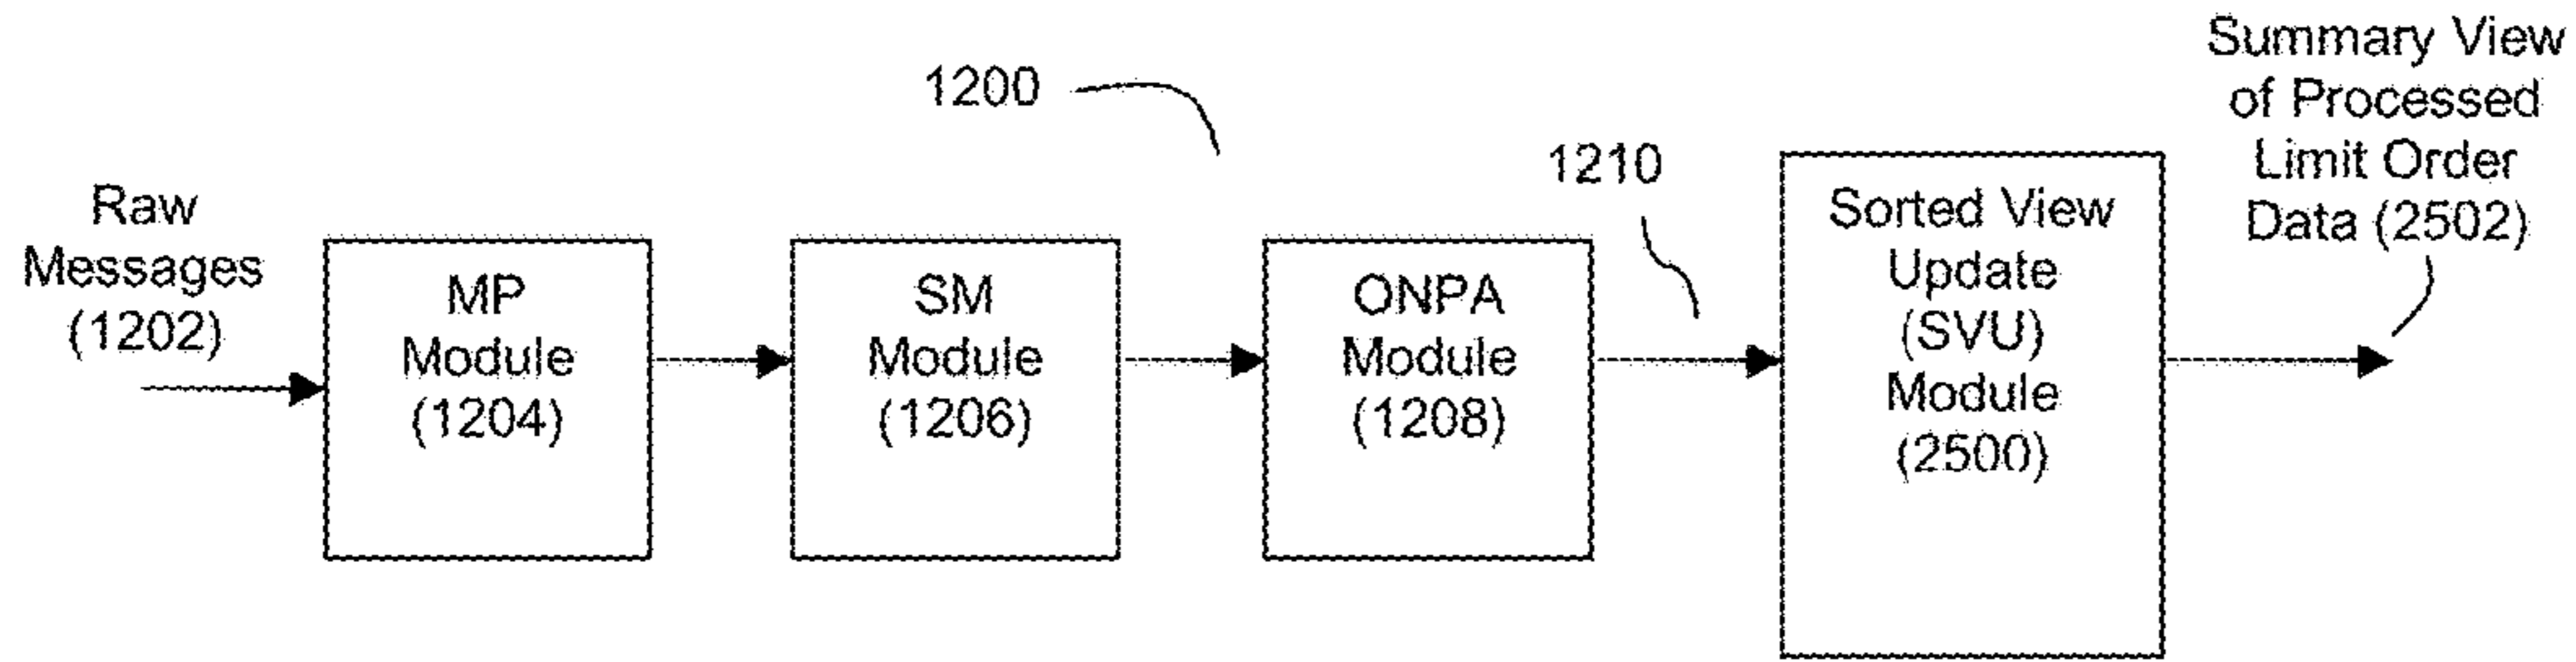 Raw
Messages
(1202)
MP
Module
(1204)
SM
Module
(1206)
1200
ONPA
Module
(1208)
1210
Sorted View
Update
(SVU)
Module
(2500)
Summary View
of Processed
Limit Order
Data (2502)